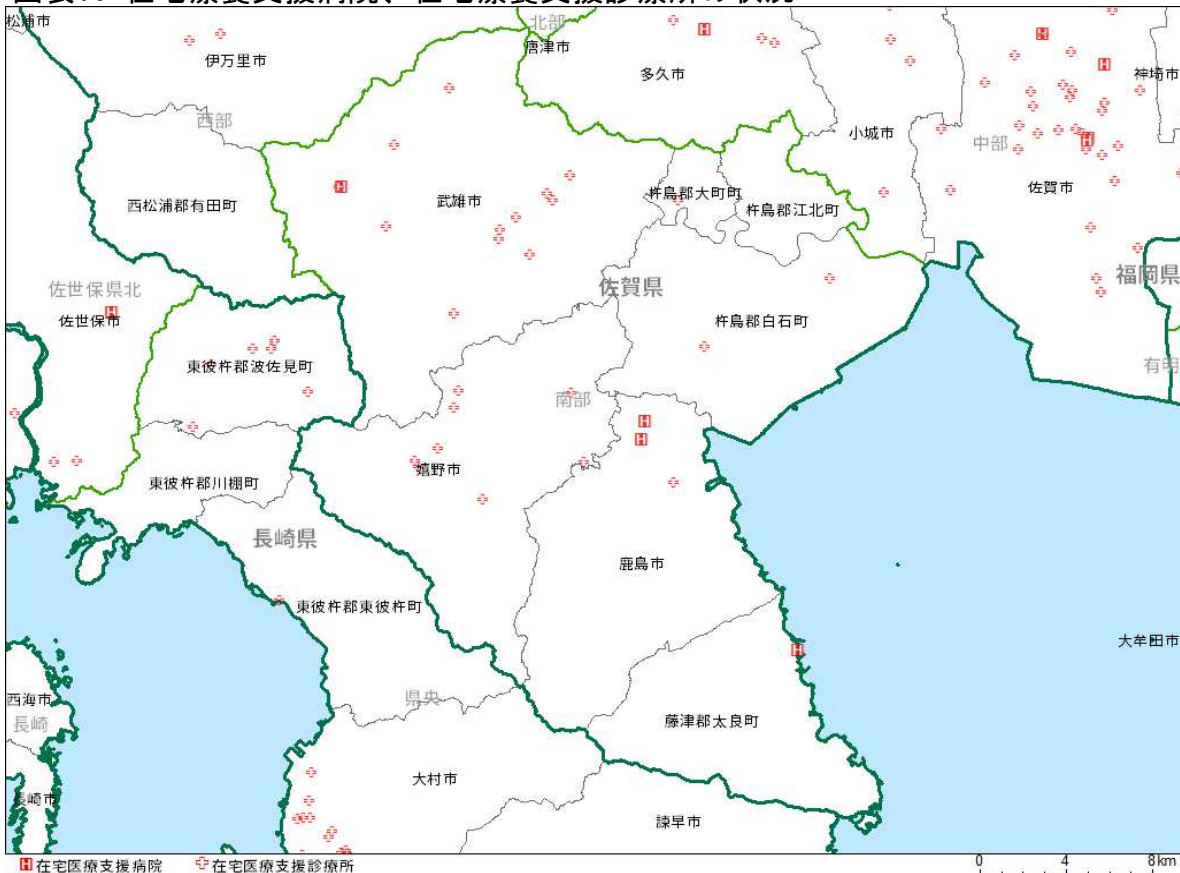 在宅療養支援病院、在宅療養支援診療所の状況
松浦市
北部
唐津市
伊万里市
多久市
神埼市
西部
小城市
中部
西松浦郡有田町
武雄市
杵島郡大町町
杵島郡江北町
佐賀市
佐世保県北
佐賀県
福岡県
佐世保市
杵島郡白石町
東彼杵郡波佐見町
有明
南部
嬉野市
東彼杵郡川棚町
長崎県
鹿島市
東彼杵郡東彼杵町
大牟田市
西海市
県央
長崎
藤津郡太良町
大村市
長崎市
諫早市
H 在宅医療支援病院 在宅医療支援診療所
0 4 8km